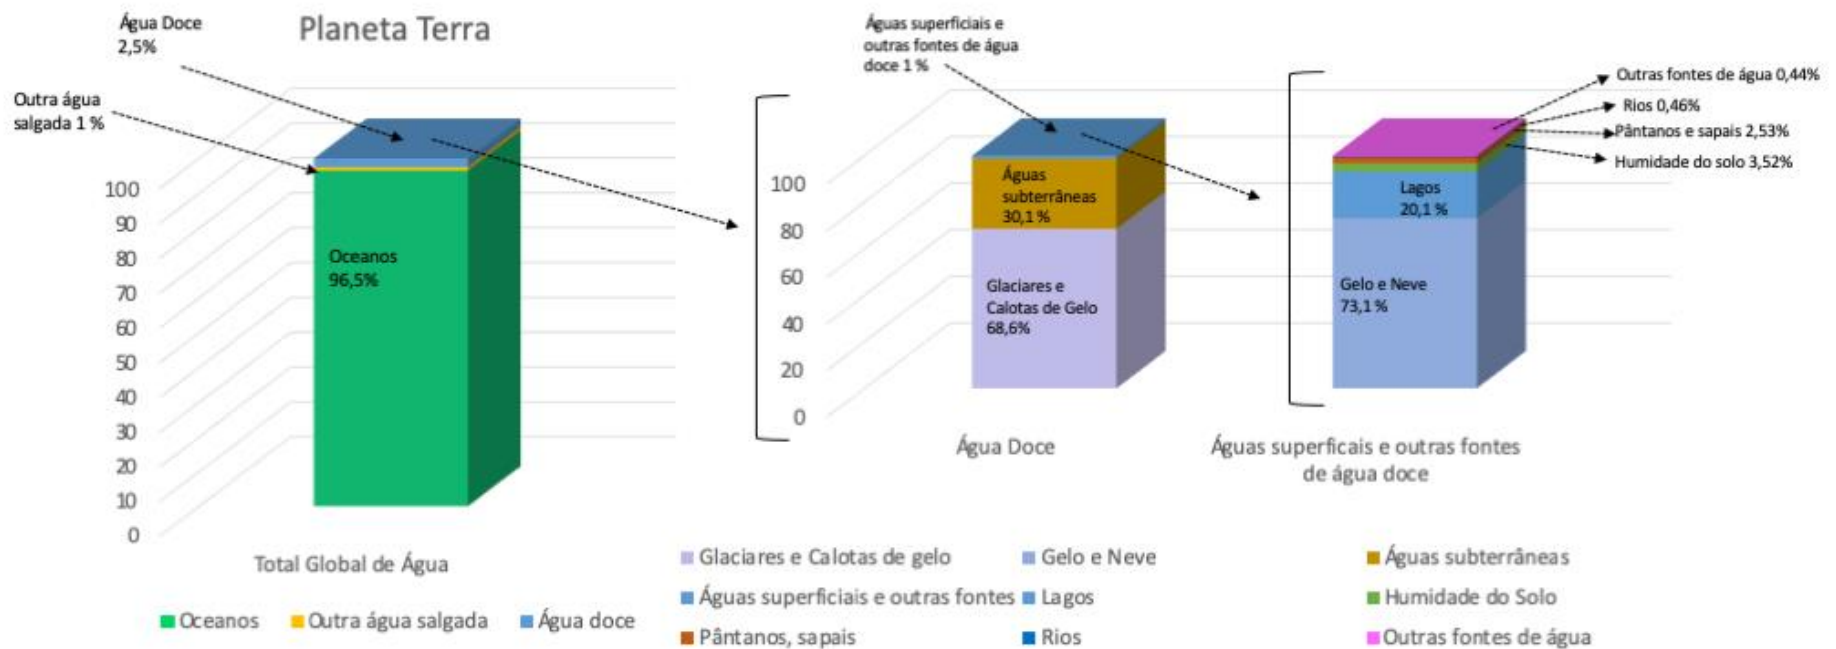 Planeta Terra
Água Doce
2,5%
Outra água
salgada 1 %
100
90
80
70
60
50
40
30
20
10
0
Oceanos
96,5%
Total Global de Água
Oceanos
Outra água salgada
Água doce
Águas superficiais e
outras fontes de água
doce 1 %
100
80
60
40
20
0
Águas
subterrâneas
30,1 %
Glaciares e
Calotas de Gelo
68,6%
Água Doce
Outras fontes de água 0,44%
Rios 0,46%
Pântanos e sapais 2,53%
Humidade do solo 3,52%
Lagos
20,1 %
Gelo e Neve
73,1 %
Águas superficais e outras fontes
de água doce
Glaciares e Calotas de gelo
Gelo e Neve
Águas subterrâneas
Águas superficiais e outras fontes
Lagos
Humidade do Solo
Pântanos, sapais
Rios
Outras fontes de água